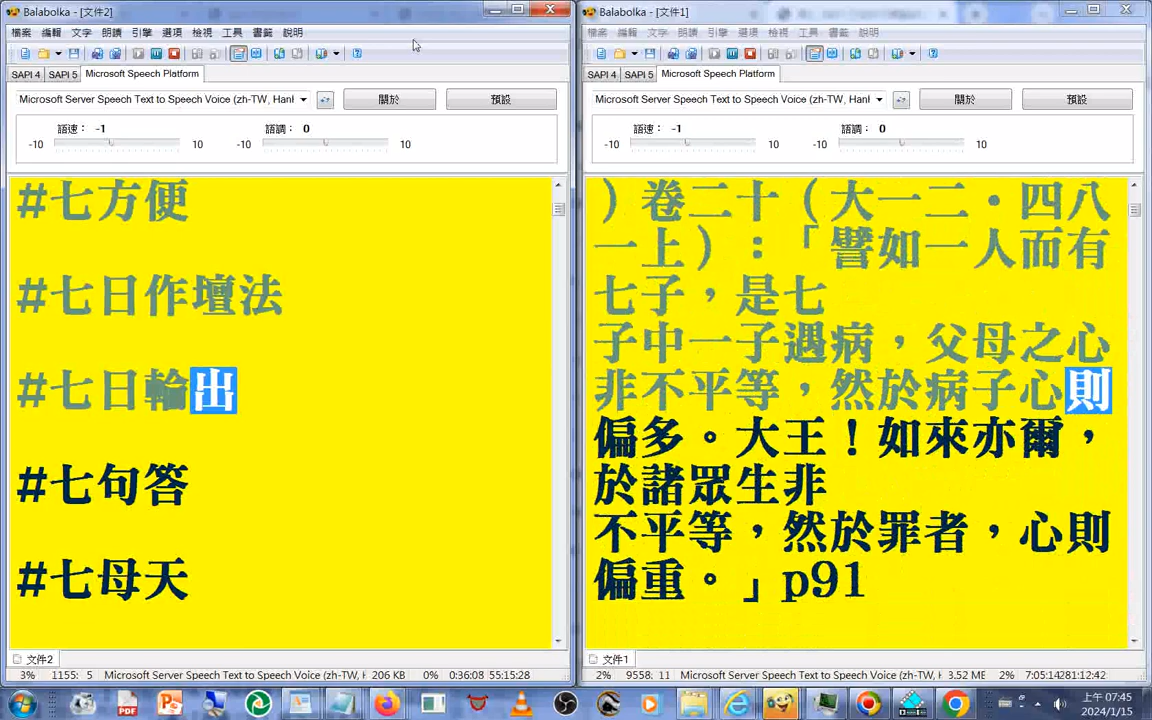 Balabolka - [文件2]
檔案 編輯 文字 朗讀 引擎 選項 檢視 工具 書籤 說明
SAPI 4 SAPI 5 Microsoft Speech Platform
Microsoft Server Speech Text to Speech Voice (zh-TW, Hanl
關於 預設
語速： -1 語調： 0
-10 10 -10 10
#七方便
#七日作壇法
#七日輪出
#七句答
#七母天
文件2
3% 1155: 5 Microsoft Server Speech Text to Speech Voice (zh-TW, H 206 KB 0% 0:36:08 55:15:28
Balabolka - [文件1]
檔案 編輯 文字 朗讀 引擎 選項 檢視 工具 書籤 說明
SAPI 4 SAPI 5 Microsoft Speech Platform
Microsoft Server Speech Text to Speech Voice (zh-TW, Hanl
關於 預設
語速： -1 語調： 0
-10 10 -10 10
）卷二十（大一二·四八
一上）：「譬如一人而有
七子，是七
子中一子遇病，父母之心
非不平等，然於病子心則
偏多。大王！如來亦爾，
於諸眾生非
不平等，然於罪者，心則
偏重。」p91
文件1
2% 9558: 11 Microsoft Server Speech Text to Speech Voice (zh-TW, H 3.52 ME 2% 7:05:14281:12:42
上午 07:45
2024/1/15